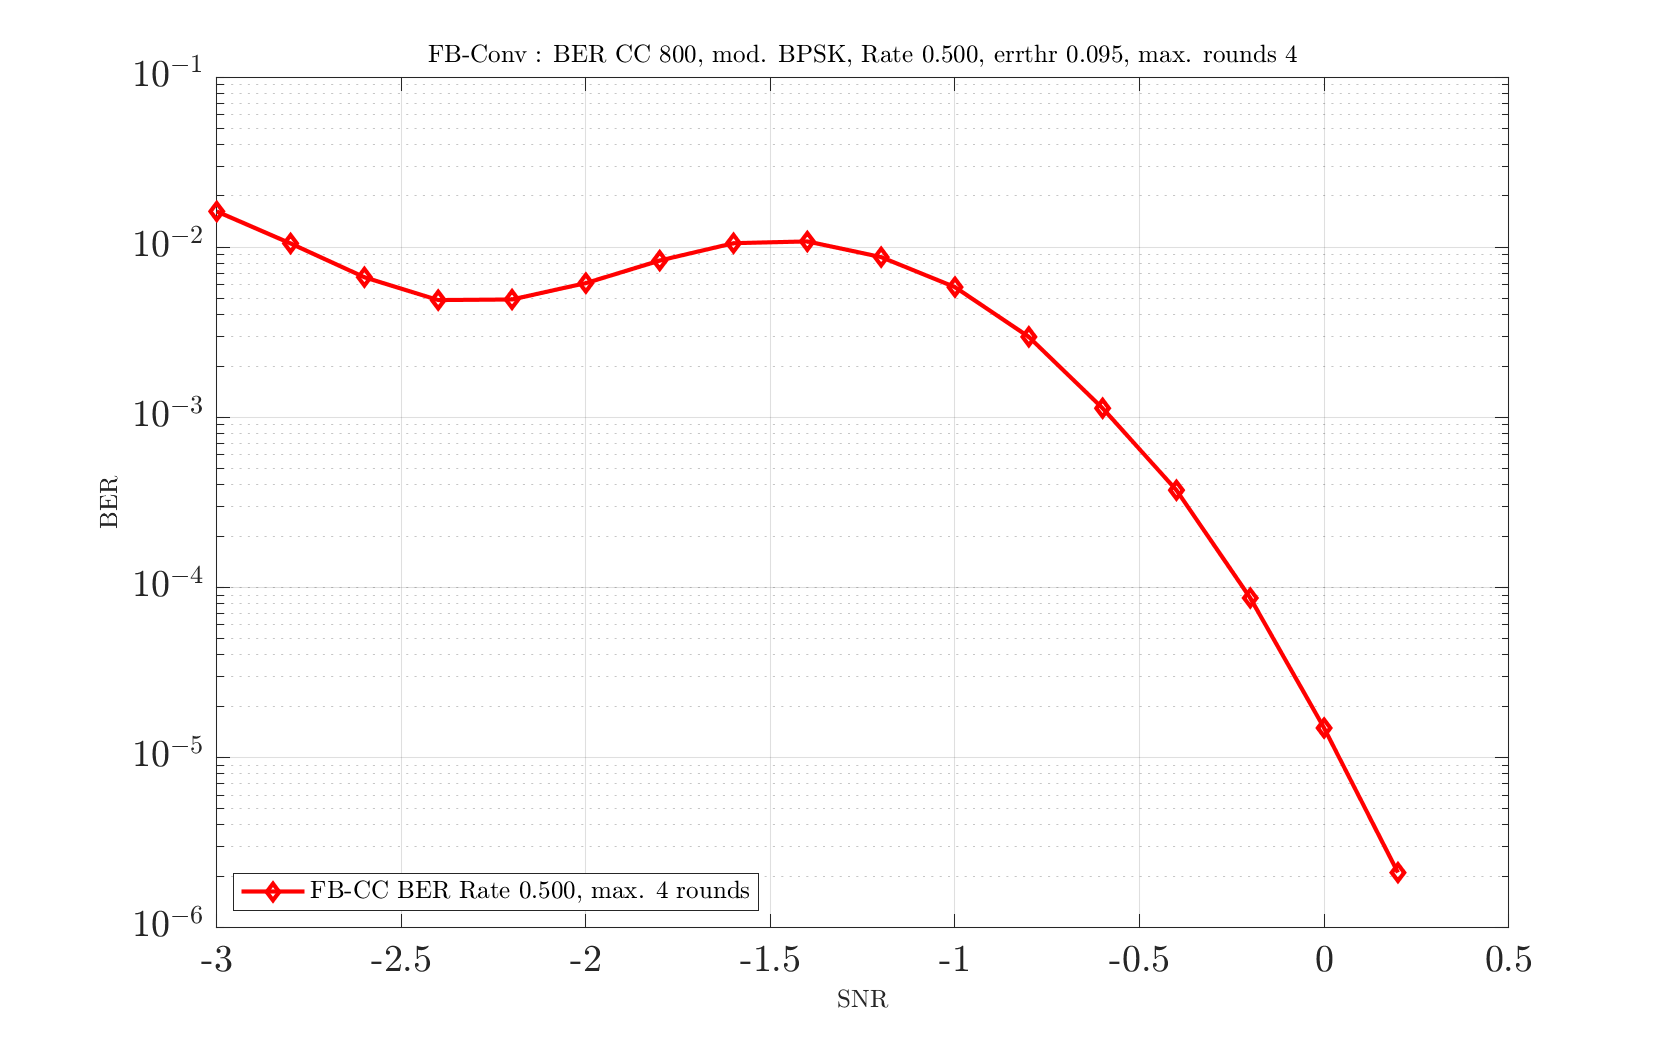 FB-Conv : BER CC 800, mod. BPSK, Rate 0.500, errthr 0.095, max. rounds 4
10^{-1}
10^{-2}
10^{-3}
10^{-4}
10^{-5}
10^{-6}
BER
FB-CC BER Rate 0.500, max. 4 rounds
-3 -2.5 -2 -1.5 -1 -0.5 0 0.5
SNR